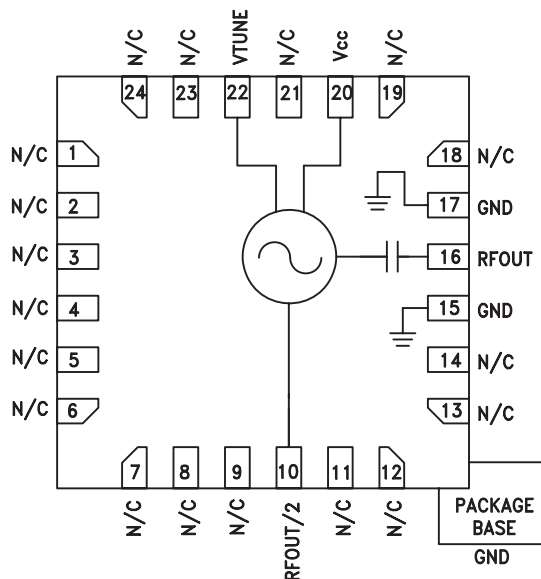 N/C N/C VTUNE N/C Vcc N/C
24 23 22 21 20 19
N/C 1
N/C 2
N/C 3
N/C 4
N/C 5
N/C 6
18 N/C
17 GND
16 RFOUT
15 GND
14 N/C
13 N/C
7 8 9 10 11 12
N/C N/C N/C RFOUT/2 N/C N/C
PACKAGE
BASE
GND